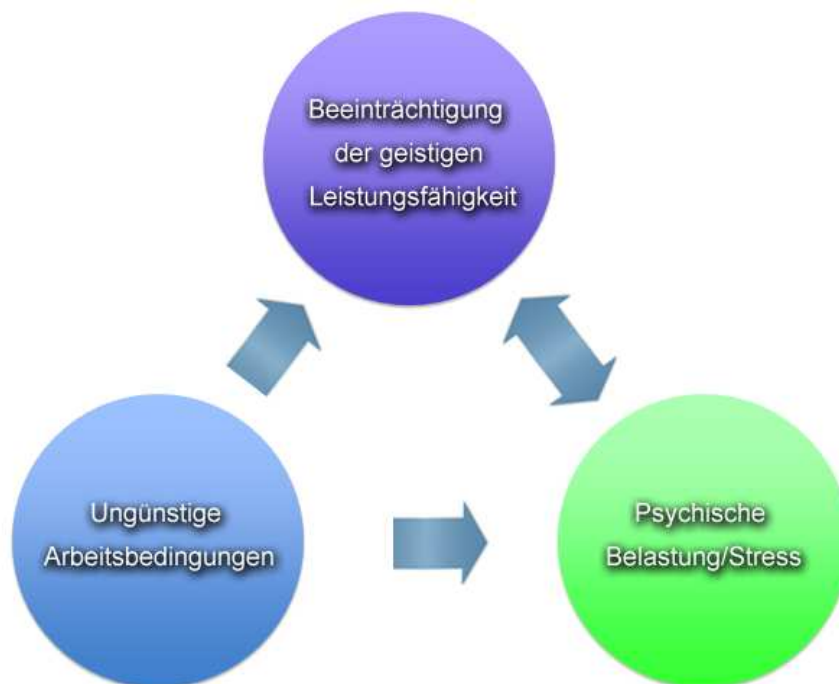 Beeinträchtigung
der geistigen
Leistungsfähigkeit
Ungünstige
Arbeitsbedingungen
Psychische
Belastung/Stress